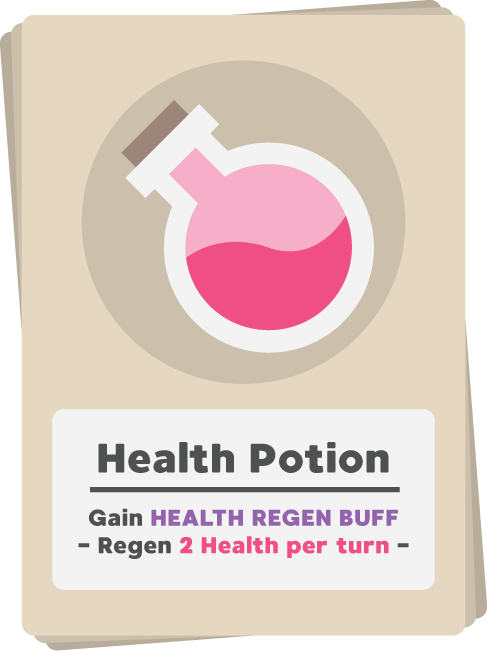 Health Potion
Gain HEALTH REGEN BUFF
– Regen 2 Health per turn –